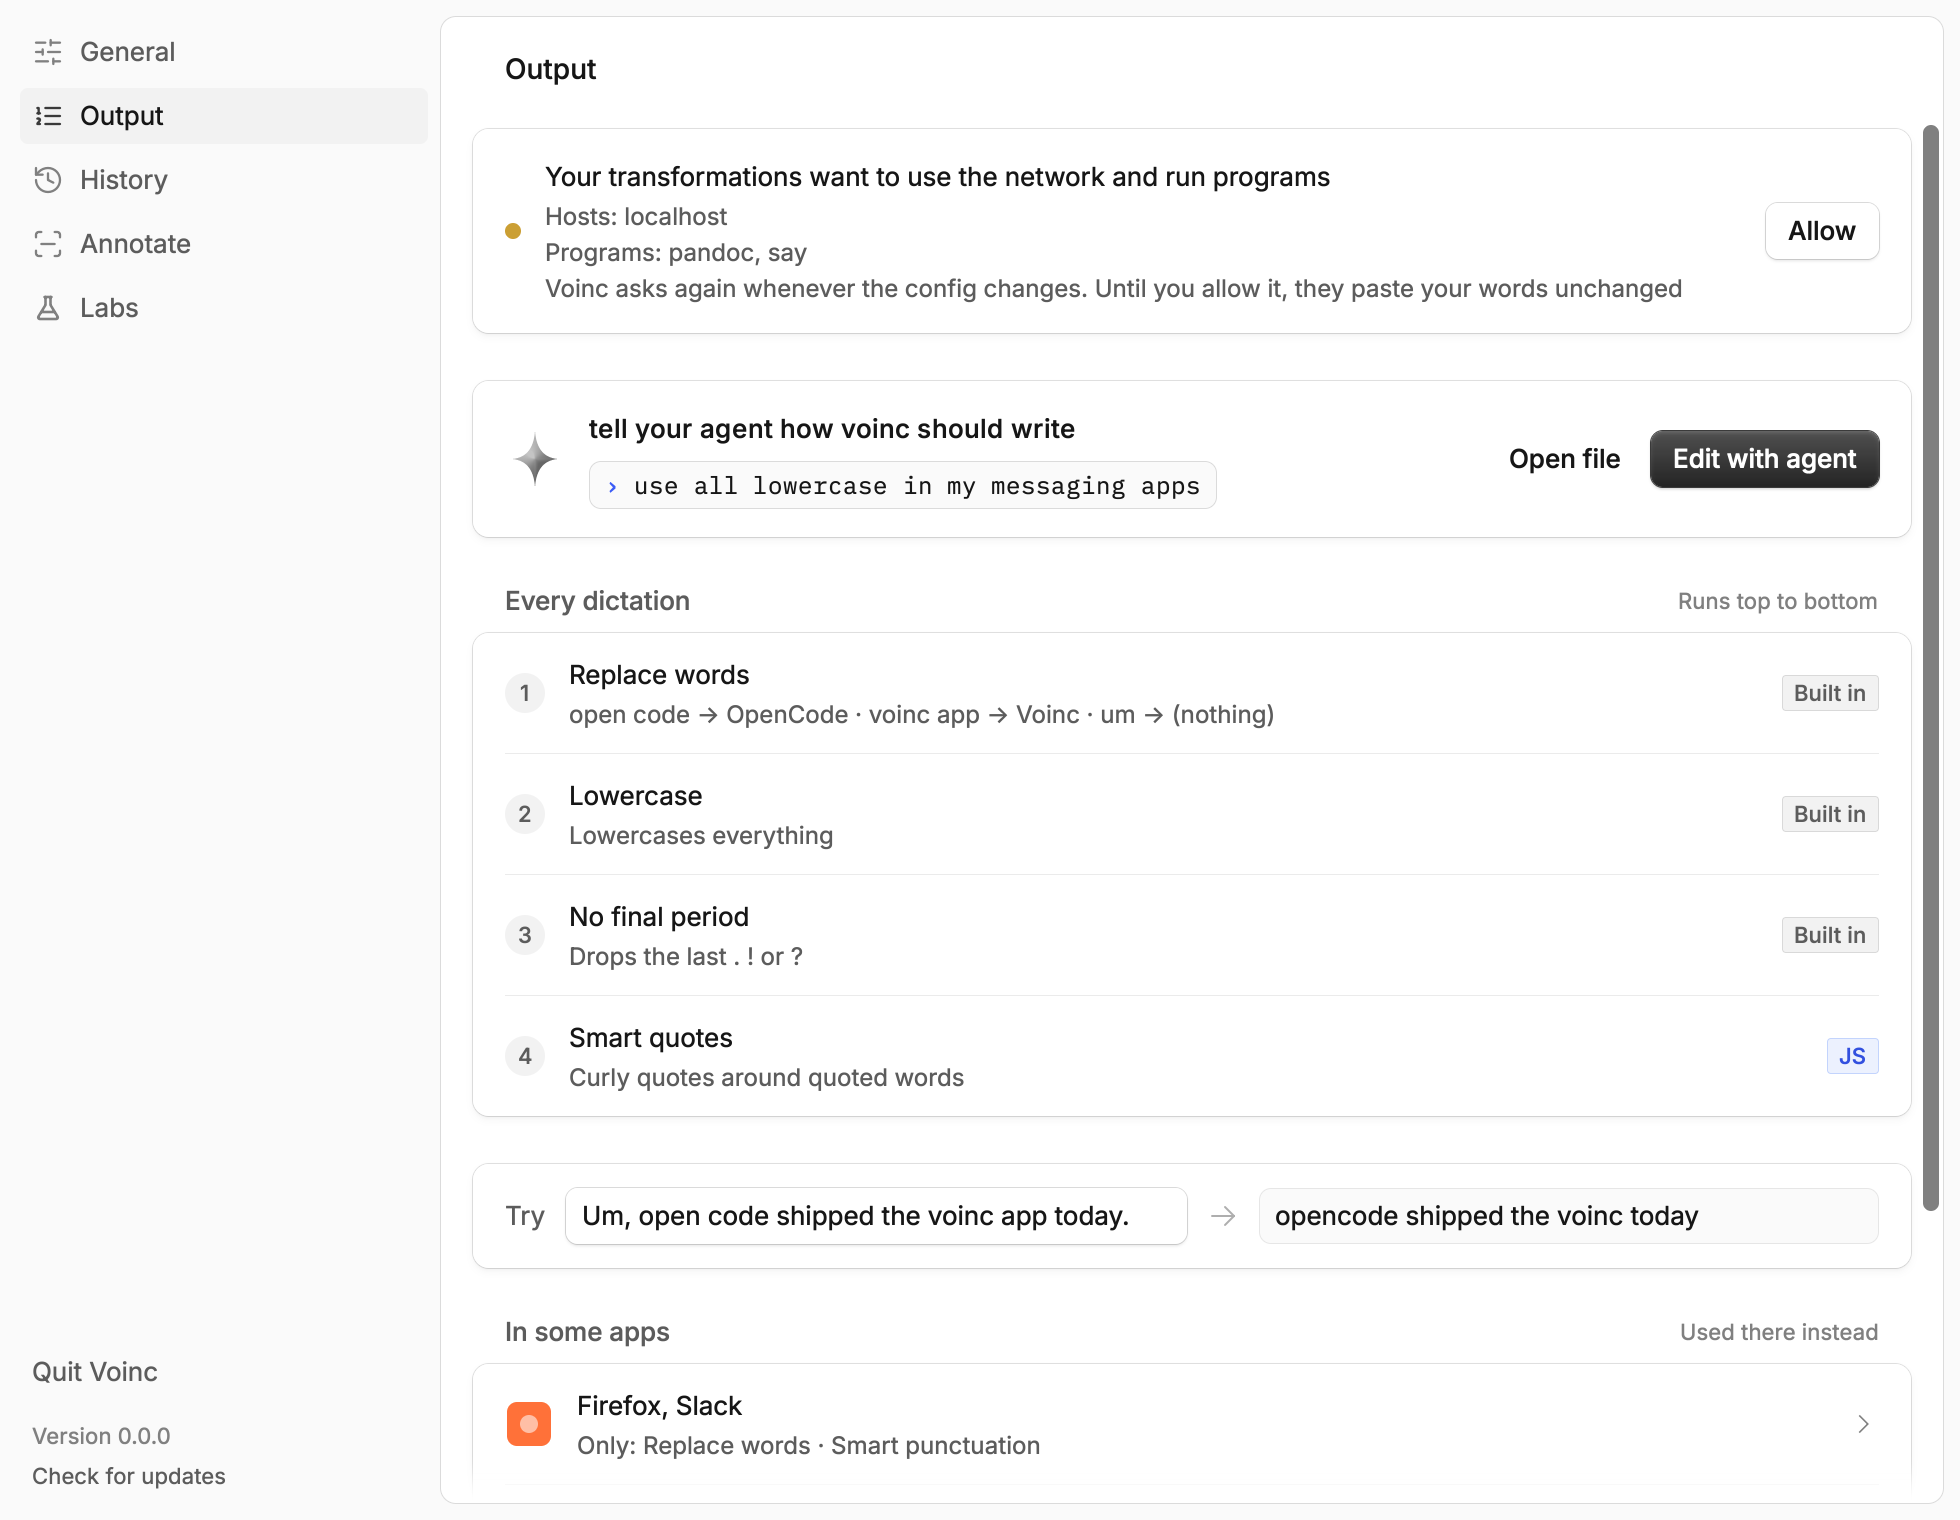 General
Output
History
Annotate
Labs
Quit Voinc
Version 0.0.0
Check for updates
Output
Your transformations want to use the network and run programs
Hosts: localhost
Programs: pandoc, say
Voinc asks again whenever the config changes. Until you allow it, they paste your words unchanged
Allow
tell your agent how voinc should write
› use all lowercase in my messaging apps
Open file
Edit with agent
Every dictation
Runs top to bottom
1
Replace words
open code → OpenCode · voinc app → Voinc · um → (nothing)
Built in
2
Lowercase
Lowercases everything
Built in
3
No final period
Drops the last . ! or ?
Built in
4
Smart quotes
Curly quotes around quoted words
JS
Try
Um, open code shipped the voinc app today.
→
opencode shipped the voinc today
In some apps
Used there instead
Firefox, Slack
Only: Replace words · Smart punctuation